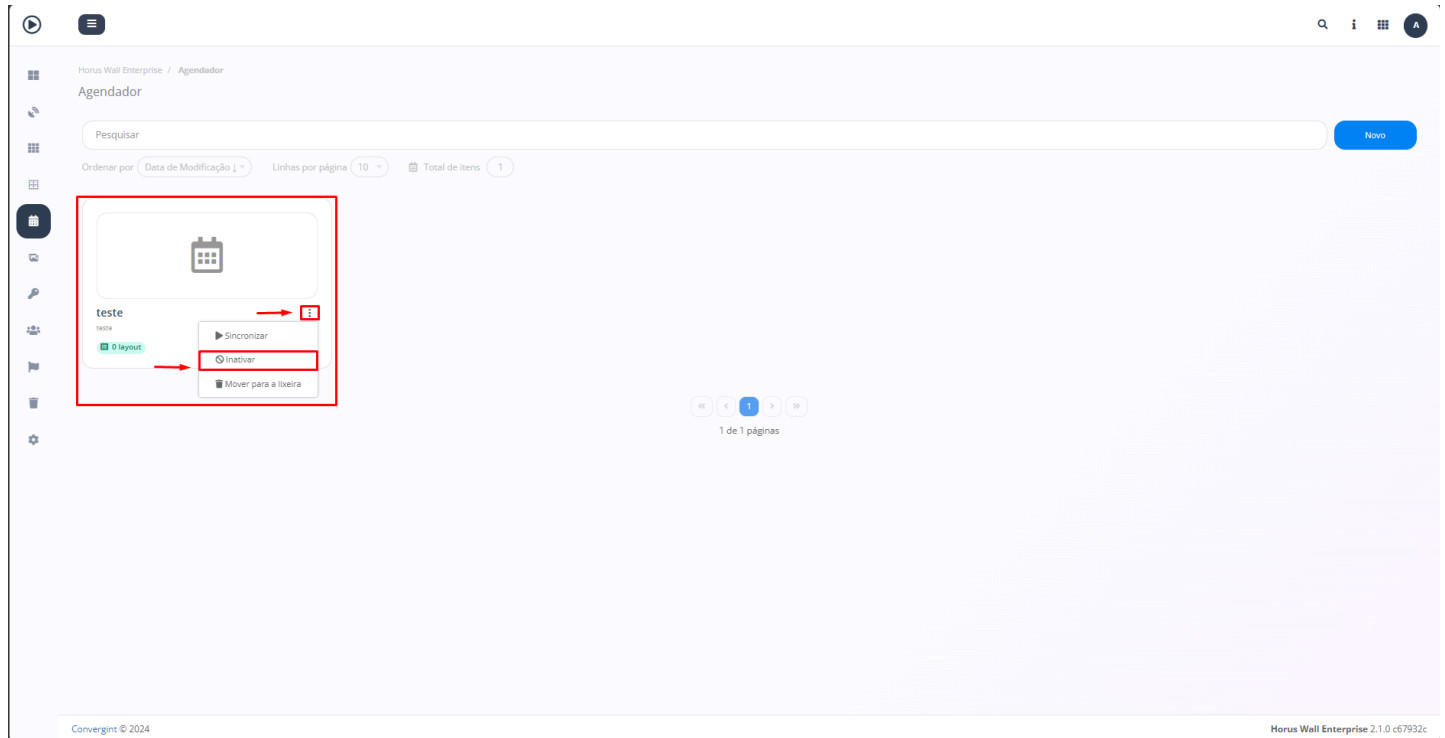 A
Horus Wall Enterprise / Agendador
Agendador
Pesquisar
Novo
Ordenar por Data de Modificação ↓ Linhas por página 10 Total de itens 1
teste
teste
0 layout
Sincronizar
Inativar
Mover para a lixeira
« < 1 > »
1 de 1 páginas
Convergint © 2024
Horus Wall Enterprise 2.1.0 c67932c